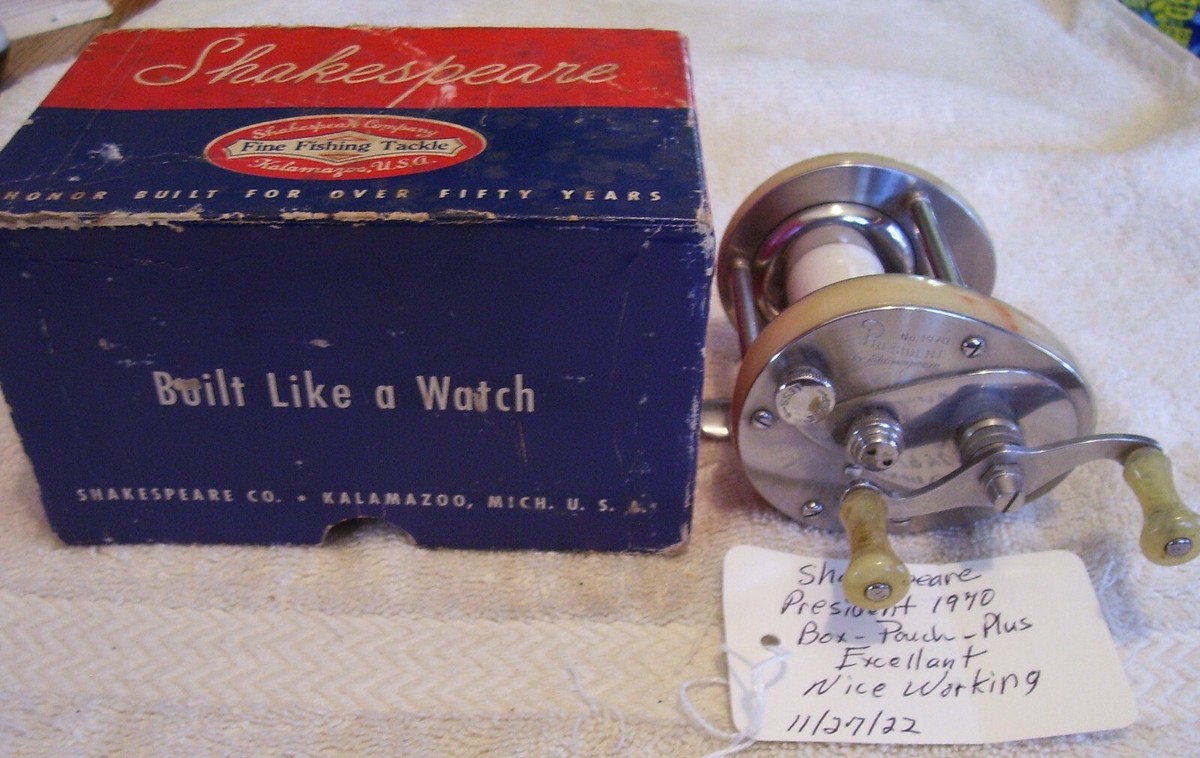 Shakespeare
Shakespeare Company
Fine Fishing Tackle
Kalamazoo, U.S.A.
HONOR BUILT FOR OVER FIFTY YEARS
Built Like a Watch
SHAKESPEARE CO. • KALAMAZOO, MICH. U. S. A.
No. 1970
President
Shakespeare
President 1970
Box - Pouch - Plus
Excellant
Nice Working
11/27/22